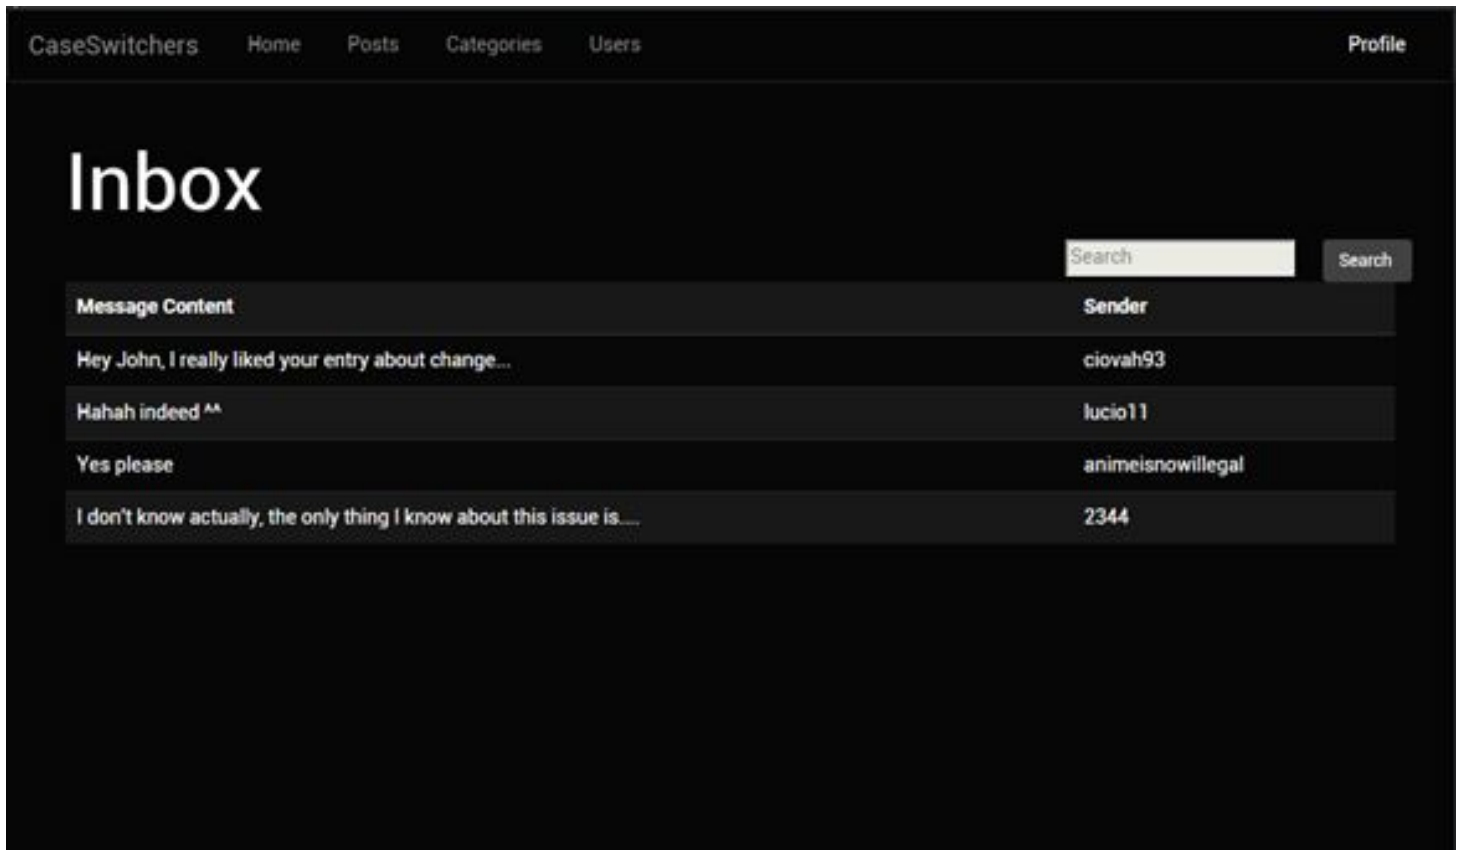 CaseSwitchers Home Posts Categories Users Profile
Inbox
Search Search
Message Content Sender
Hey John, I really liked your entry about change... ciovah93
Hahah indeed ^^ lucio11
Yes please animeisnowillegal
I don't know actually, the only thing I know about this issue is.... 2344